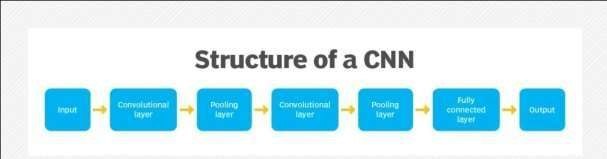 Structure of a CNN
Input
Convolutional
layer
Pooling
layer
Convolutional
layer
Pooling
layer
Fully
connected
layer
Output